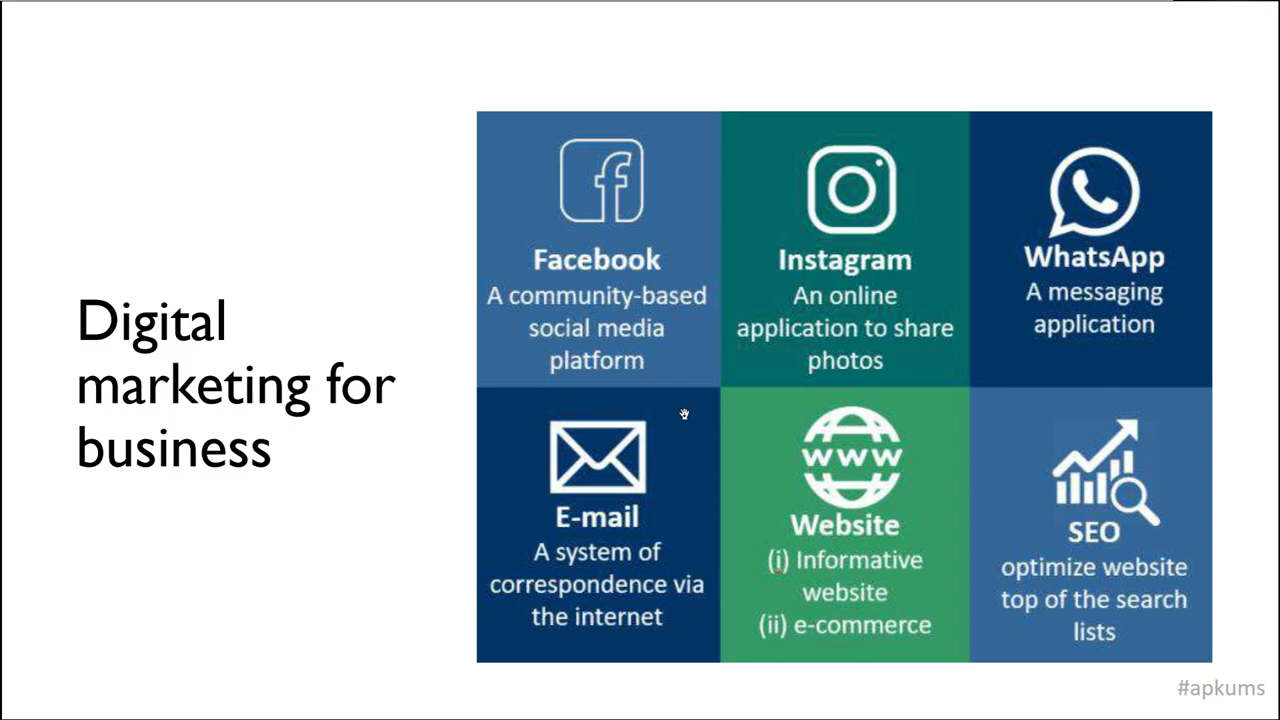 Digital
marketing for
business
Facebook
A community-based
social media
platform
Instagram
An online
application to share
photos
WhatsApp
A messaging
application
E-mail
A system of
correspondence via
the internet
www
Website
(i) Informative
website
(ii) e-commerce
SEO
optimize website
top of the search
lists
#apkums